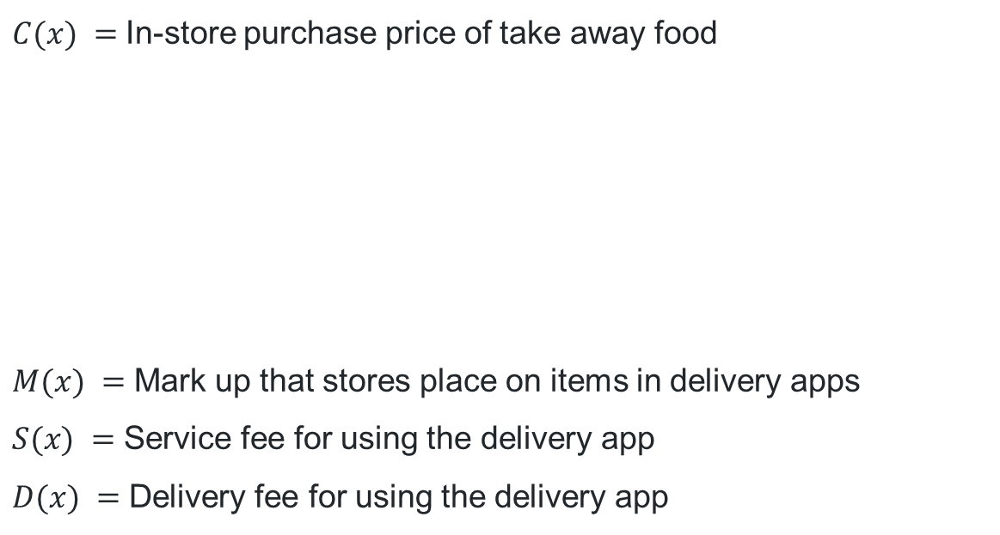 C(x) = In-store purchase price of take away food
M(x) = Mark up that stores place on items in delivery apps
S(x) = Service fee for using the delivery app
D(x) = Delivery fee for using the delivery app